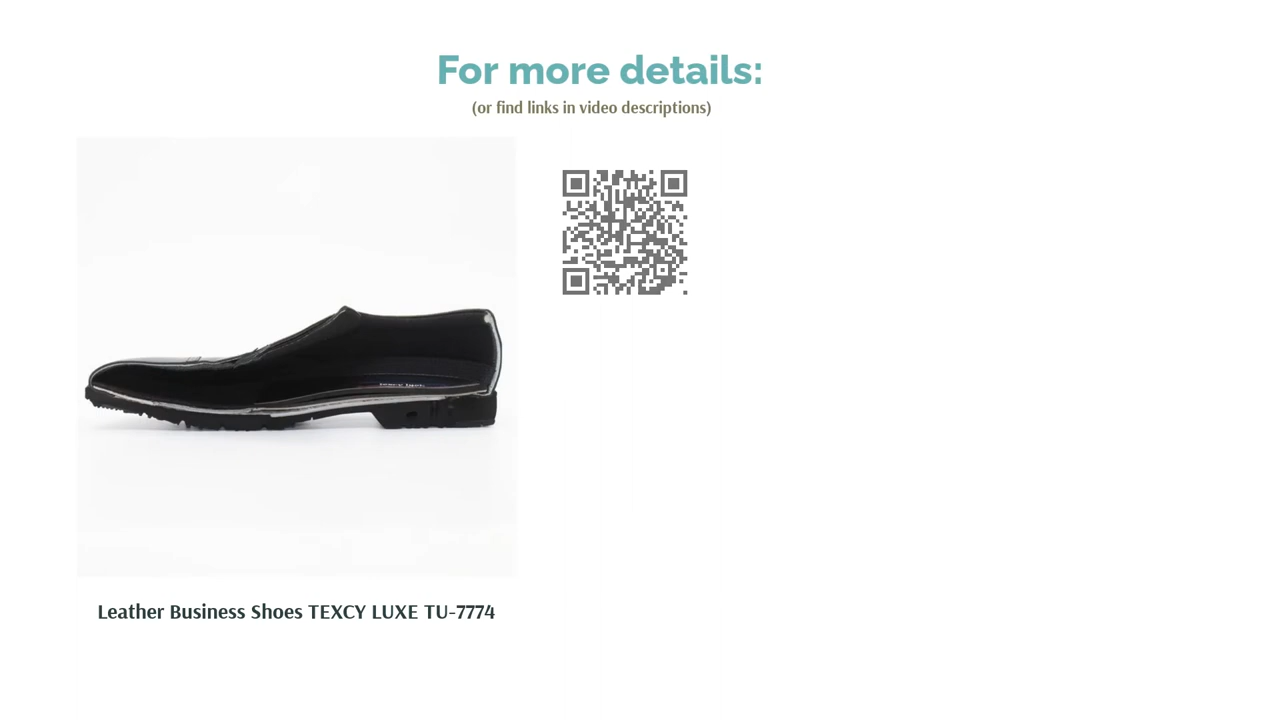 For more details:
(or find links in video descriptions)
Leather Business Shoes TEXCY LUXE TU-7774